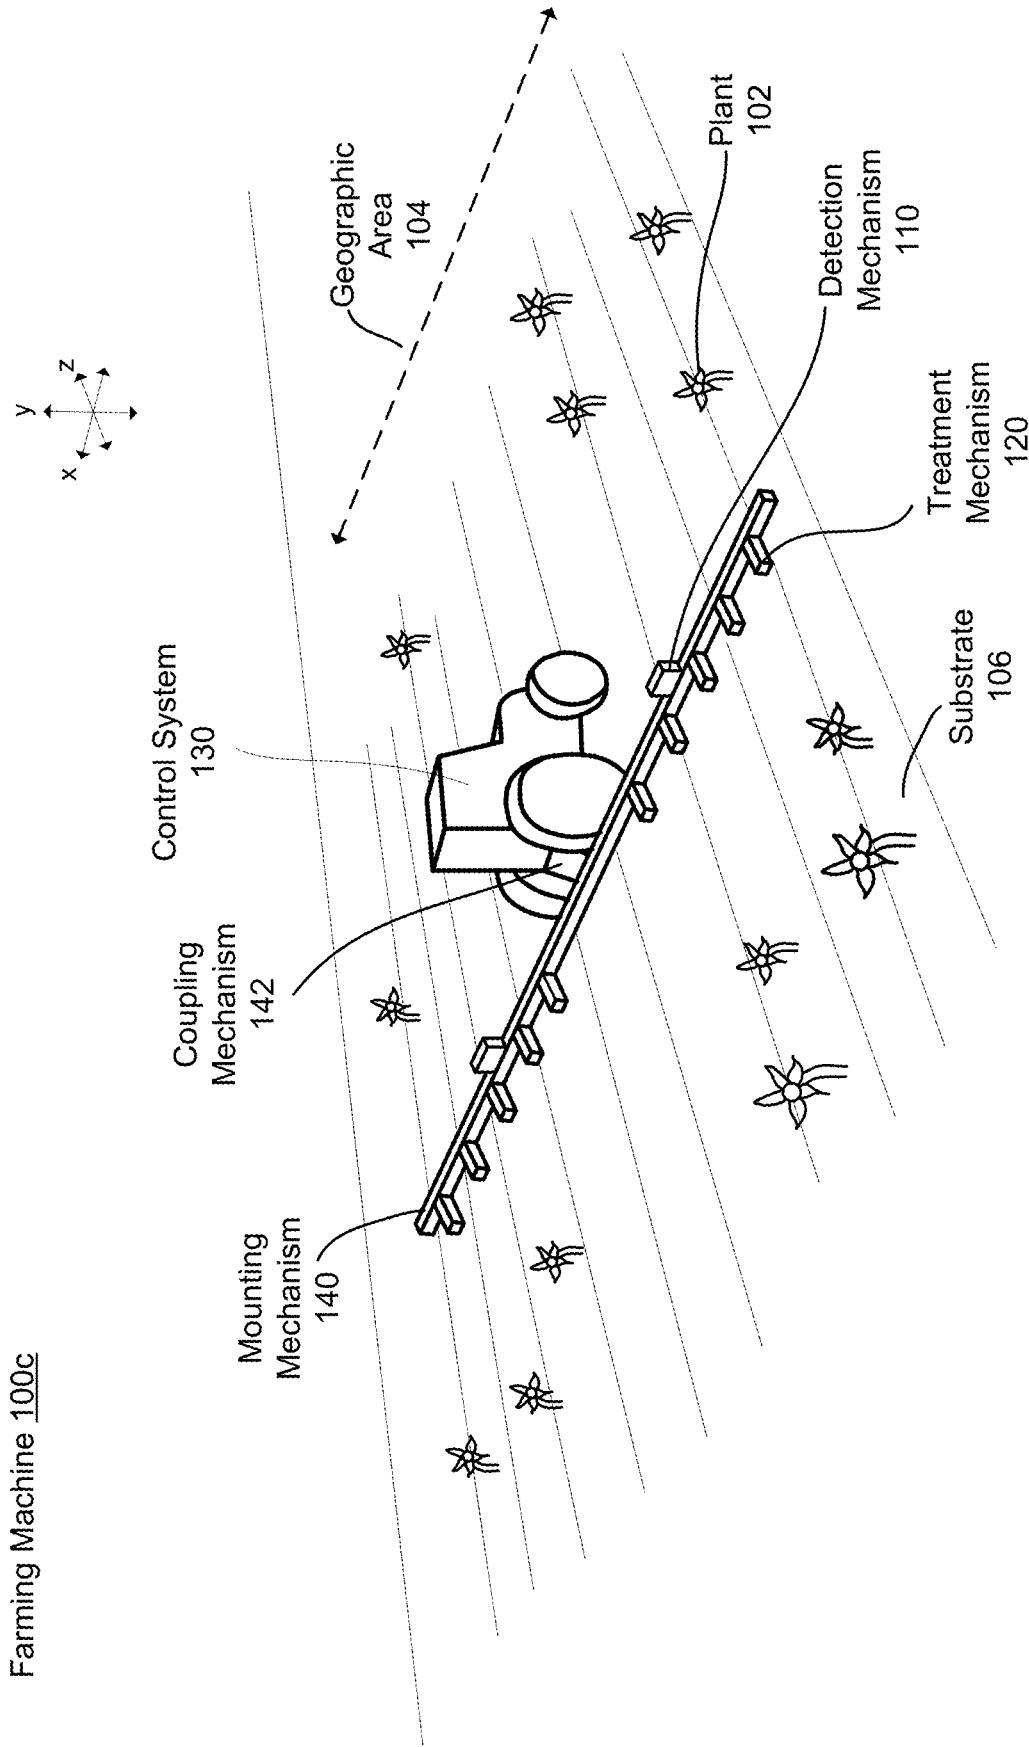 Farming Machine 100c
Mounting
Mechanism
140
Coupling
Mechanism
142
Control System
130
y
x
z
Geographic
Area
104
Plant
102
Detection
Mechanism
110
Treatment
Mechanism
120
Substrate
106